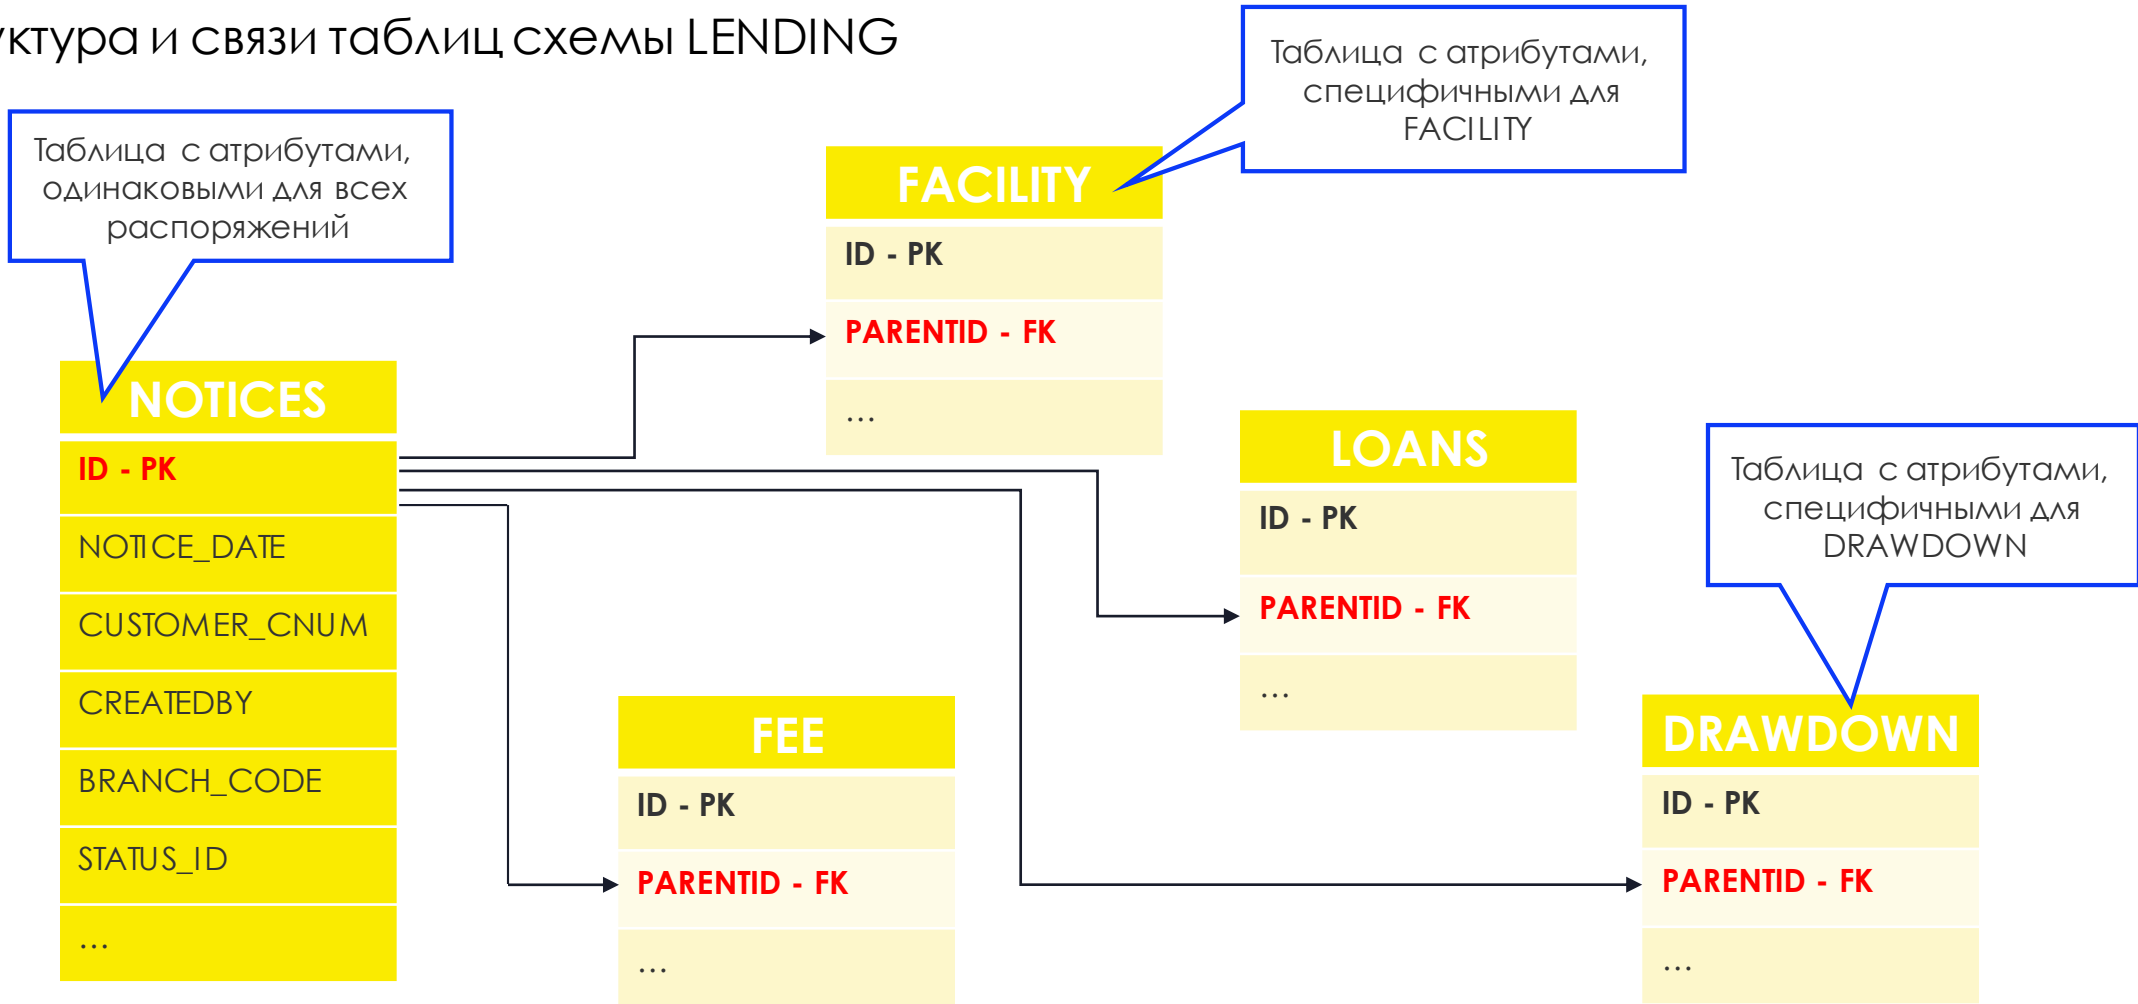 ктура и связи таблиц схемы LENDING
Таблица с атрибутами,
специфичными для
FACILITY
Таблица с атрибутами,
одинаковыми для всех
распоряжений
FACILITY
ID - PK
PARENTID - FK
...
NOTICES
ID - PK
NOTICE_DATE
CUSTOMER_CNUM
CREATEDBY
BRANCH_CODE
STATUS_ID
...
LOANS
ID - PK
PARENTID - FK
...
Таблица с атрибутами,
специфичными для
DRAWDOWN
FEE
ID - PK
PARENTID - FK
...
DRAWDOWN
ID - PK
PARENTID - FK
...